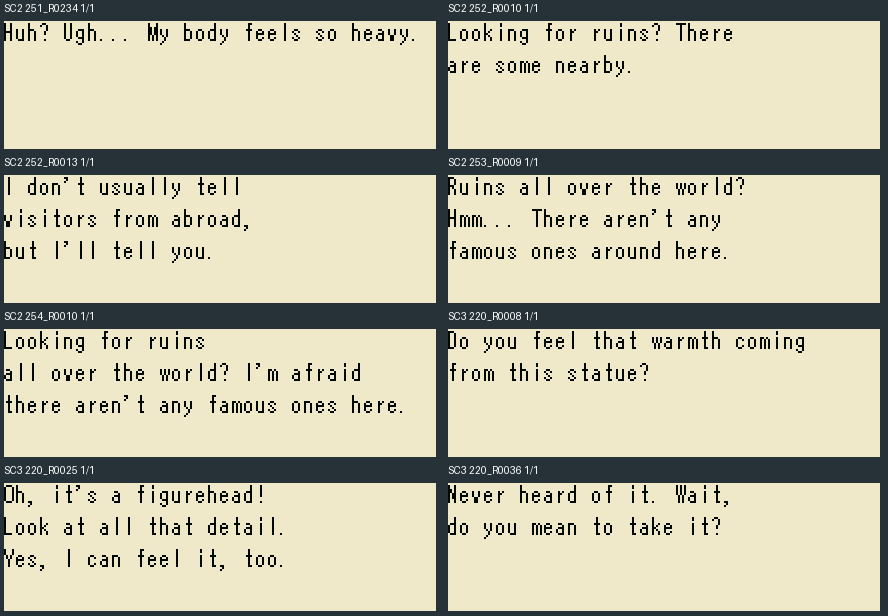 SC2 251_R0234 1/1
Huh? Ugh... My body feels so heavy.
SC2 252_R0010 1/1
Looking for ruins? There
are some nearby.
SC2 252_R0013 1/1
I don't usually tell
visitors from abroad,
but I'll tell you.
SC2 253_R0009 1/1
Ruins all over the world?
Hmm... There aren't any
famous ones around here.
SC2 254_R0010 1/1
Looking for ruins
all over the world? I'm afraid
there aren't any famous ones here.
SC3 220_R0008 1/1
Do you feel that warmth coming
from this statue?
SC3 220_R0025 1/1
Oh, it's a figurehead!
Look at all that detail.
Yes, I can feel it, too.
SC3 220_R0036 1/1
Never heard of it. Wait,
do you mean to take it?